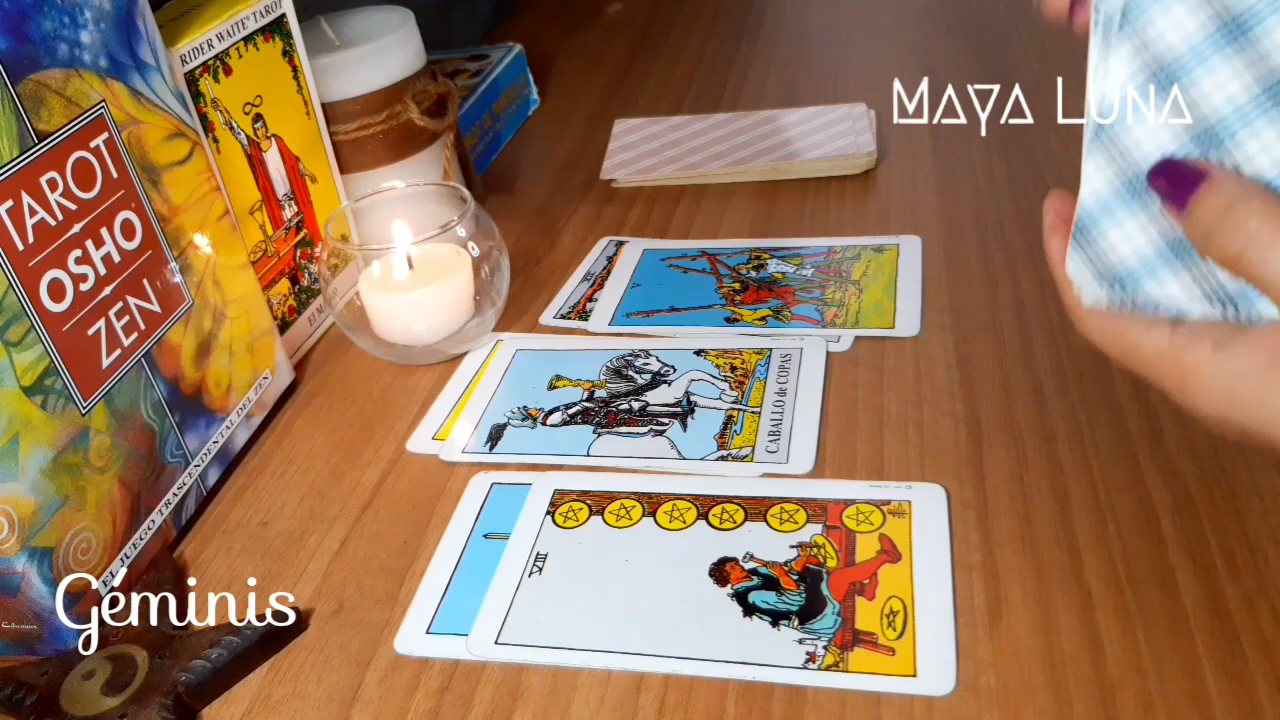 RIDER WAITE TAROT
I
EL M
TAROT
OSHO
ZEN
EL JUEGO TRASCENDENTAL DEL ZEN
MAYA LUNA
V
CABALLO de COPAS
VIII
Géminis